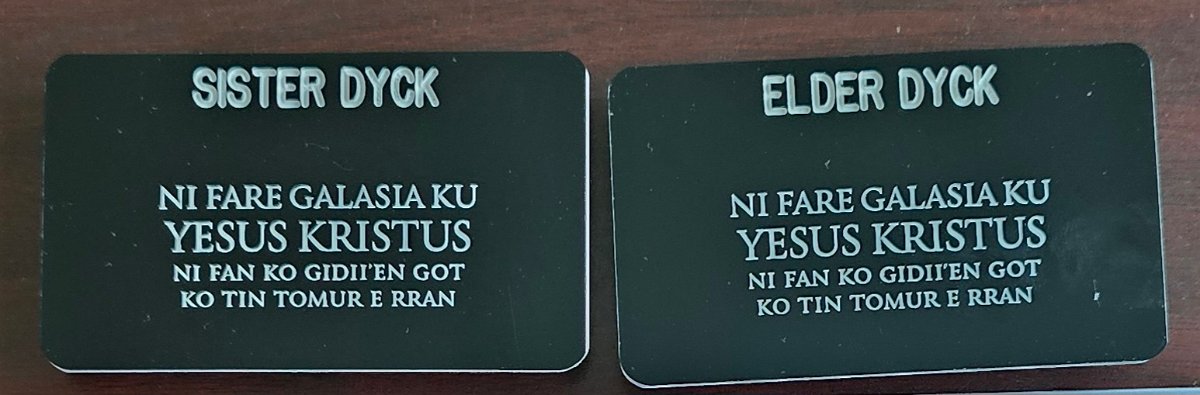 SISTER DYCK
NI FARE GALASIA KU
YESUS KRISTUS
NI FAN KO GIDII'EN GOT
KO TIN TOMUR E RRAN
ELDER DYCK
NI FARE GALASIA KU
YESUS KRISTUS
NI FAN KO GIDII'EN GOT
KO TIN TOMUR E RRAN